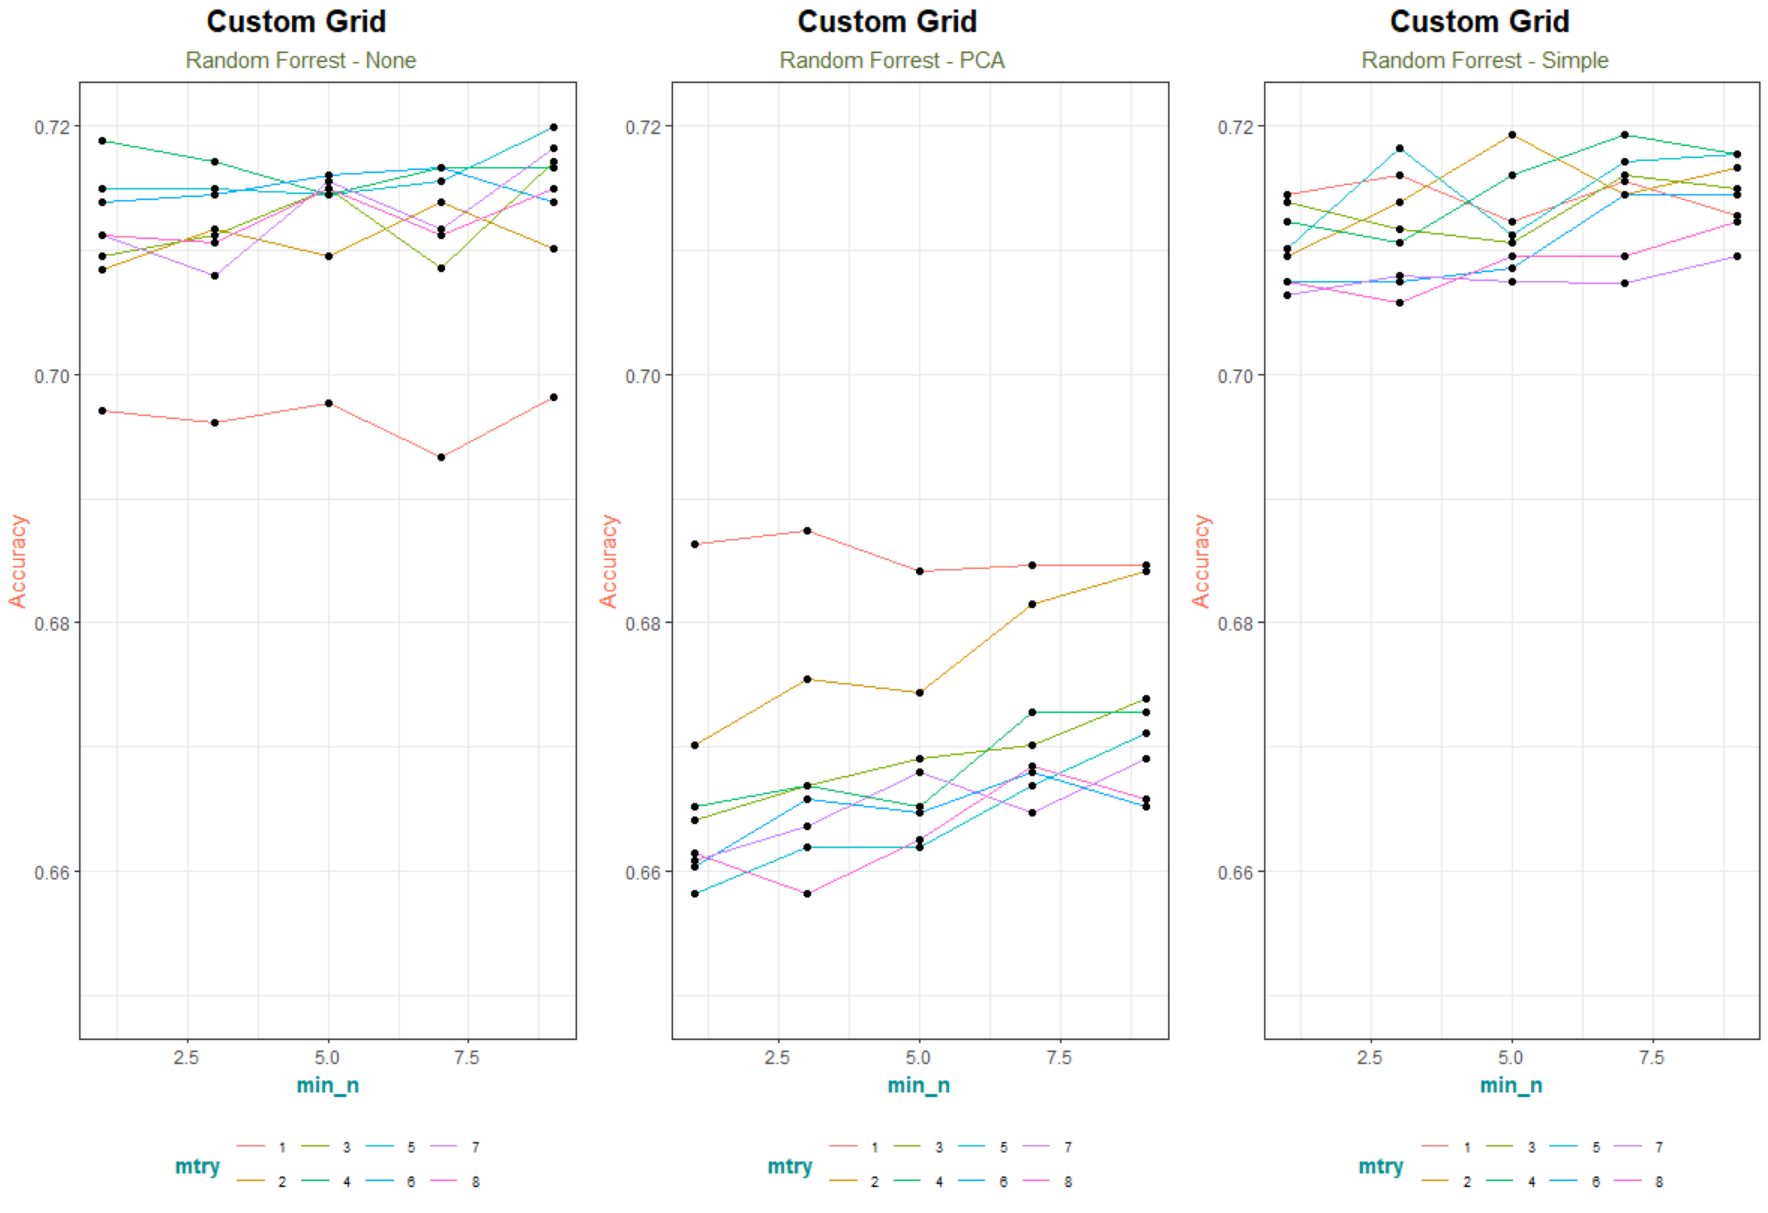 Custom Grid
Random Forrest - None
0.72
0.70
0.68
0.66
Accuracy
2.5 5.0 7.5
min_n
mtry
1 3 5 7
2 4 6 8
Custom Grid
Random Forrest - PCA
0.72
0.70
0.68
0.66
Accuracy
2.5 5.0 7.5
min_n
mtry
1 3 5 7
2 4 6 8
Custom Grid
Random Forrest - Simple
0.72
0.70
0.68
0.66
Accuracy
2.5 5.0 7.5
min_n
mtry
1 3 5 7
2 4 6 8